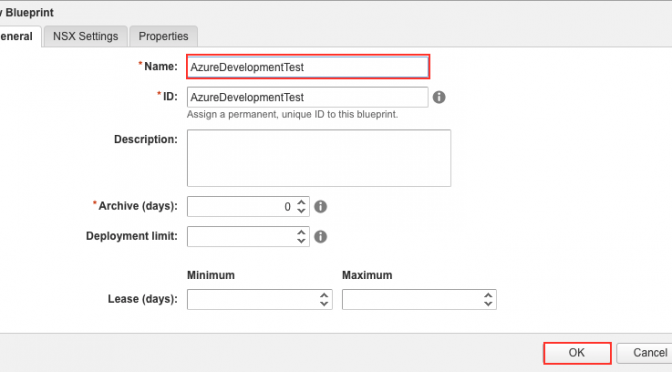 Blueprint
General NSX Settings Properties
*Name: AzureDevelopmentTest
*ID: AzureDevelopmentTest
Assign a permanent, unique ID to this blueprint.
Description:
*Archive (days): 0
Deployment limit:
Minimum Maximum
Lease (days):
OK Cancel